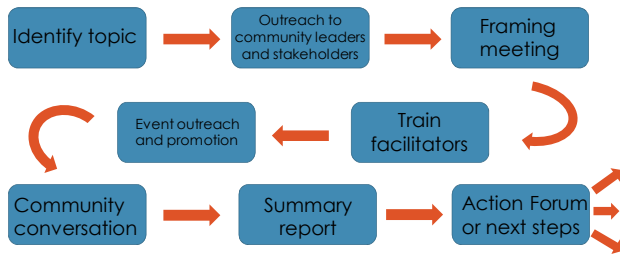 Identify topic
Outreach to
community leaders
and stakeholders
Framing
meeting
Train
facilitators
Event outreach
and promotion
Community
conversation
Summary
report
Action Forum
or next steps